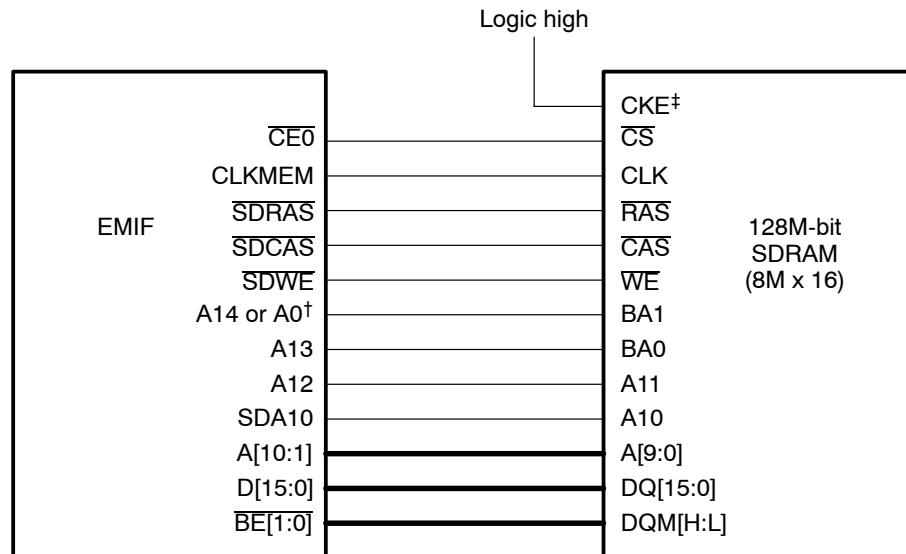 Logic high
CKE‡
CE0 CS
CLKMEM CLK
SDRAS RAS
EMIF
SDCAS CAS
128M-bit
SDRAM
(8M x 16)
SDWE WE
A14 or A0† BA1
A13 BA0
A12 A11
SDA10 A10
A[10:1] A[9:0]
D[15:0] DQ[15:0]
BE[1:0] DQM[H:L]